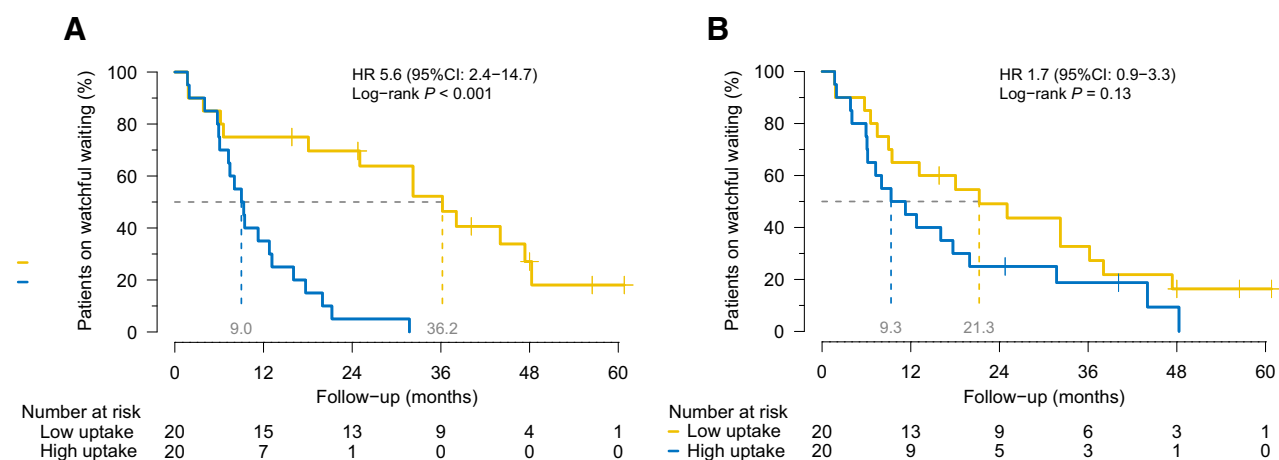 A
HR 5.6 (95%CI: 2.4−14.7)
Log−rank P < 0.001
Patients on watchful waiting (%)
100
80
60
40
20
0
9.0 36.2
0 12 24 36 48 60
Follow−up (months)
Number at risk
Low uptake 20 15 13 9 4 1
High uptake 20 7 1 0 0 0
B
HR 1.7 (95%CI: 0.9−3.3)
Log−rank P = 0.13
Patients on watchful waiting (%)
100
80
60
40
20
0
9.3 21.3
0 12 24 36 48 60
Follow−up (months)
Number at risk
Low uptake 20 13 9 6 3 1
High uptake 20 9 5 3 1 0